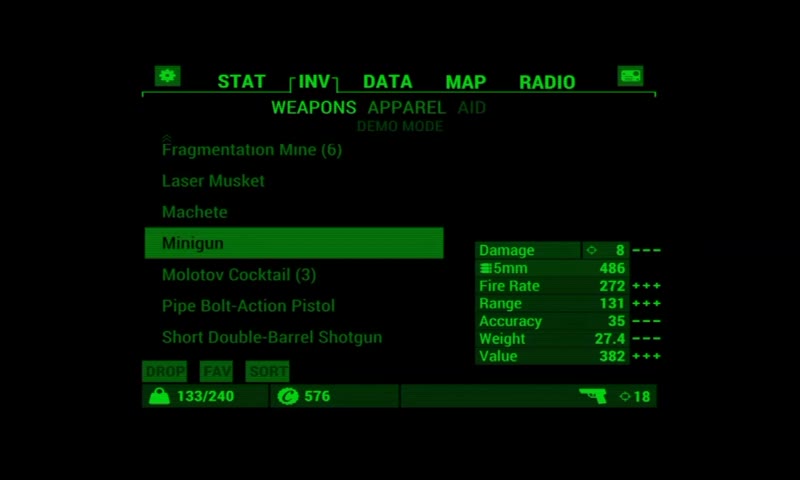 STAT INV DATA MAP RADIO
WEAPONS APPAREL AID
DEMO MODE
Fragmentation Mine (6)
Laser Musket
Machete
Minigun
Molotov Cocktail (3)
Pipe Bolt-Action Pistol
Short Double-Barrel Shotgun
Damage 8 ---
5mm 486
Fire Rate 272 +++
Range 131 +++
Accuracy 35 ---
Weight 27.4 ---
Value 382 +++
DROP FAV SORT
133/240 576 18